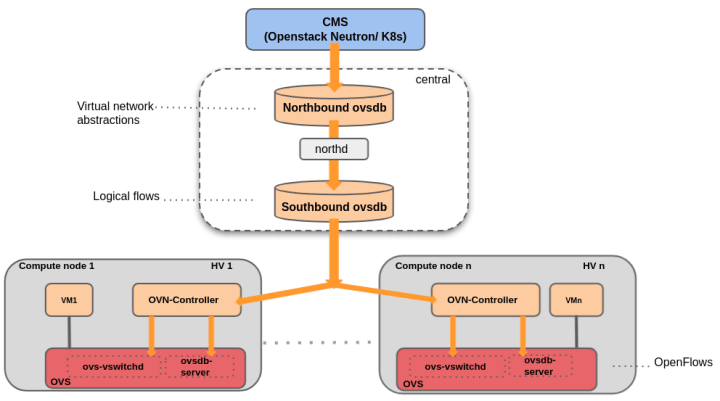 CMS
(Openstack Neutron/ K8s)
central
Northbound ovsdb
Virtual network
abstractions
northd
Logical flows
Southbound ovsdb
Compute node 1
HV 1
VM1
OVN-Controller
ovs-vswitchd
ovsdb-
server
OVS
Compute node n
HV n
OVN-Controller
VMn
ovs-vswitchd
ovsdb-
server
OVS
OpenFlows